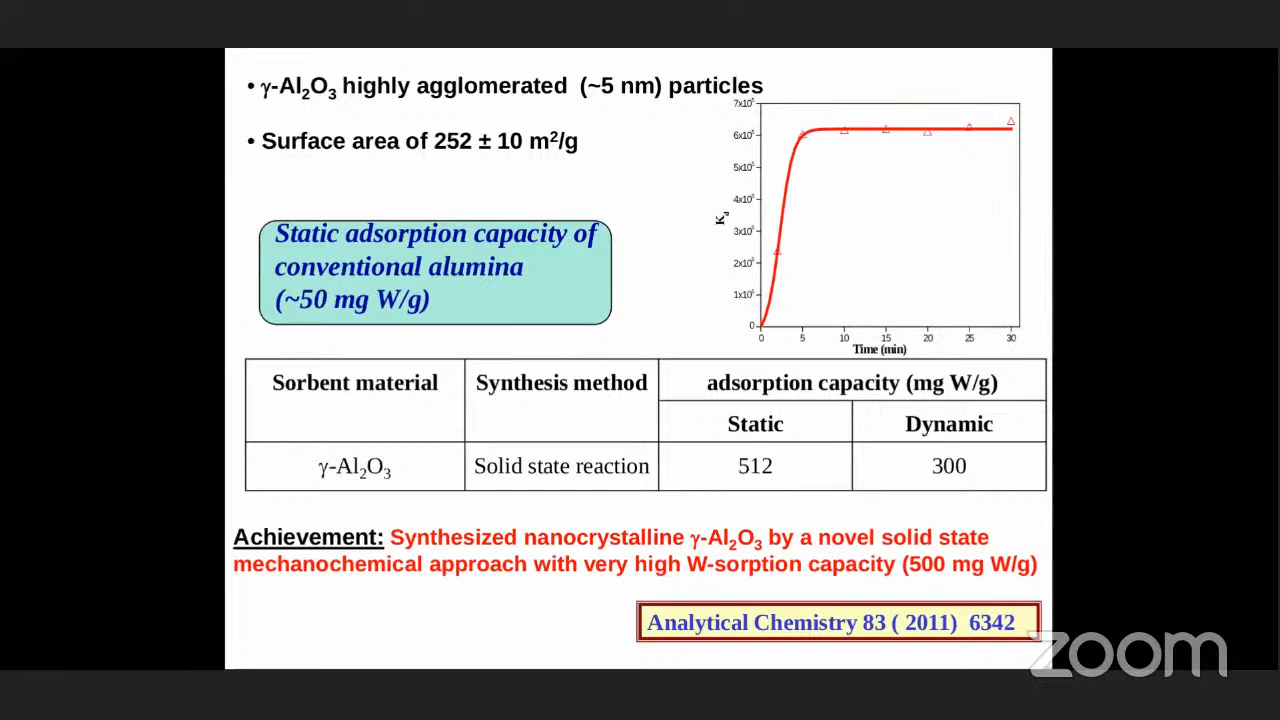 • γ-Al₂O₃ highly agglomerated (~5 nm) particles
• Surface area of 252 ± 10 m²/g
7x10⁵
6x10⁵
5x10⁵
4x10⁵
3x10⁵
2x10⁵
1x10⁵
0
K_d
0 5 10 15 20 25 30
Time (min)
Static adsorption capacity of
conventional alumina
(~50 mg W/g)
Sorbent material Synthesis method adsorption capacity (mg W/g)
Static Dynamic
γ-Al₂O₃ Solid state reaction 512 300
Achievement: Synthesized nanocrystalline γ-Al₂O₃ by a novel solid state
mechanochemical approach with very high W-sorption capacity (500 mg W/g)
Analytical Chemistry 83 ( 2011) 6342
zoom